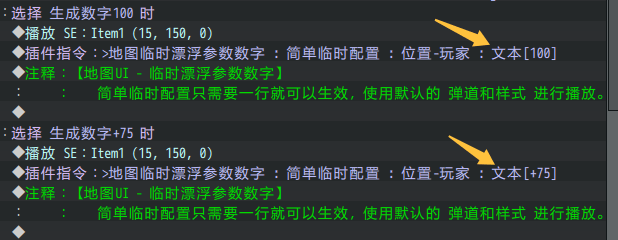 ：选择 生成数字100 时
◆播放 SE：Item1 (15, 150, 0)
◆插件指令：>地图临时漂浮参数数字 : 简单临时配置 : 位置-玩家 : 文本[100]
◆注释：【地图UI - 临时漂浮参数数字】
：　　：　简单临时配置只需要一行就可以生效，使用默认的 弹道和样式 进行播放。
◆
：选择 生成数字+75 时
◆播放 SE：Item1 (15, 150, 0)
◆插件指令：>地图临时漂浮参数数字 : 简单临时配置 : 位置-玩家 : 文本[+75]
◆注释：【地图UI - 临时漂浮参数数字】
：　　：　简单临时配置只需要一行就可以生效，使用默认的 弹道和样式 进行播放。
◆